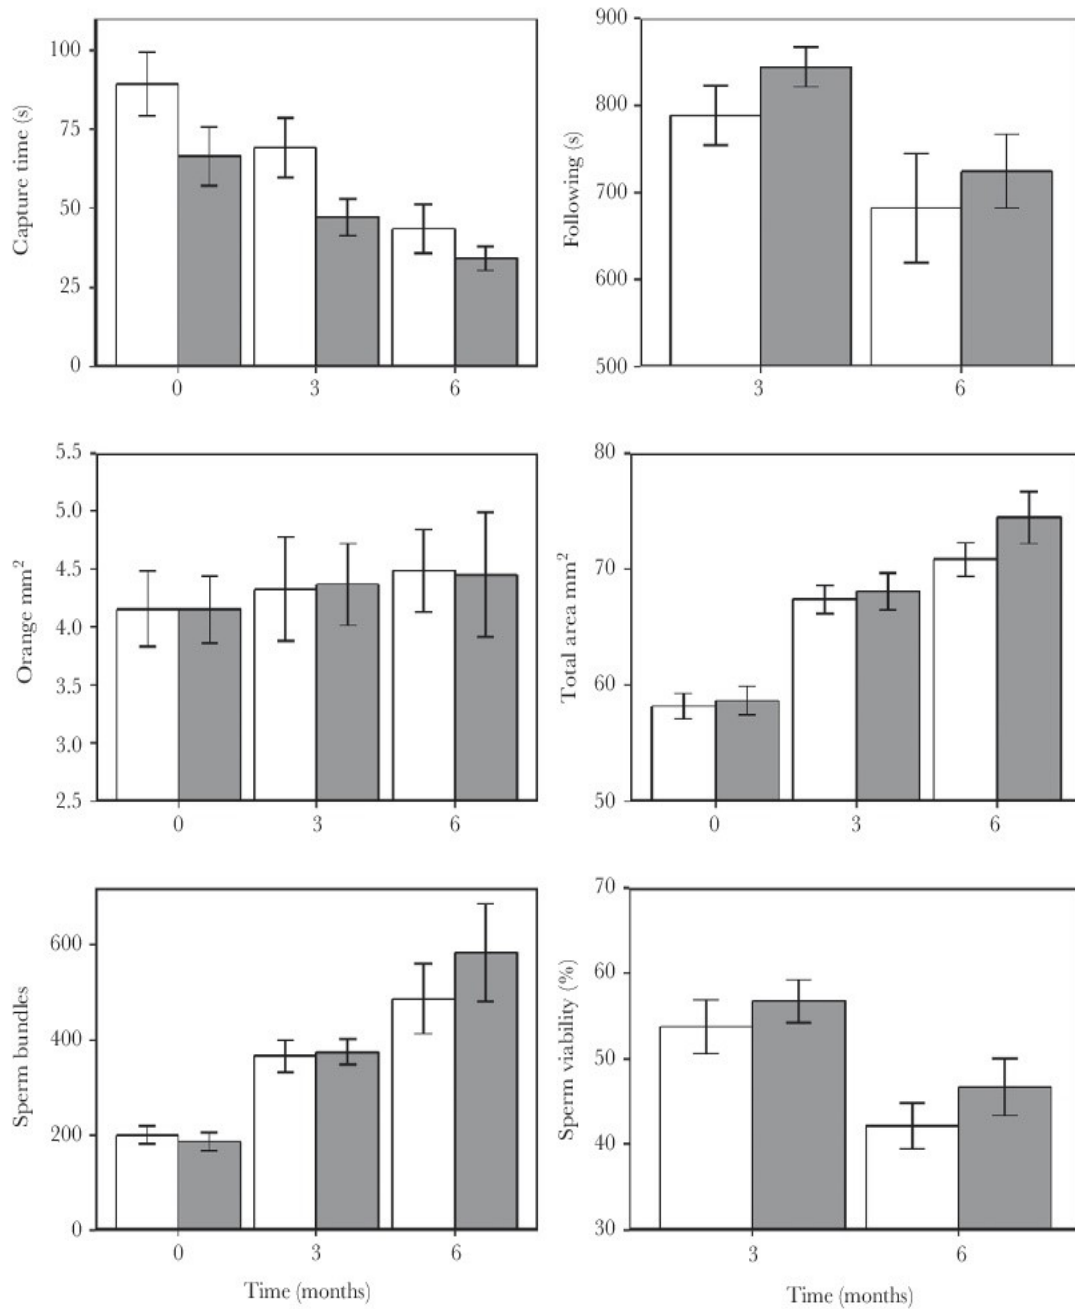 Capture time (s)
100
75
50
25
0
0 3 6
Following (s)
900
800
700
600
500
3 6
Orange mm²
5.5
5.0
4.5
4.0
3.5
3.0
2.5
0 3 6
Total area mm²
80
70
60
50
0 3 6
Sperm bundles
600
400
200
0
0 3 6
Time (months)
Sperm viability (%)
70
60
50
40
30
3 6
Time (months)